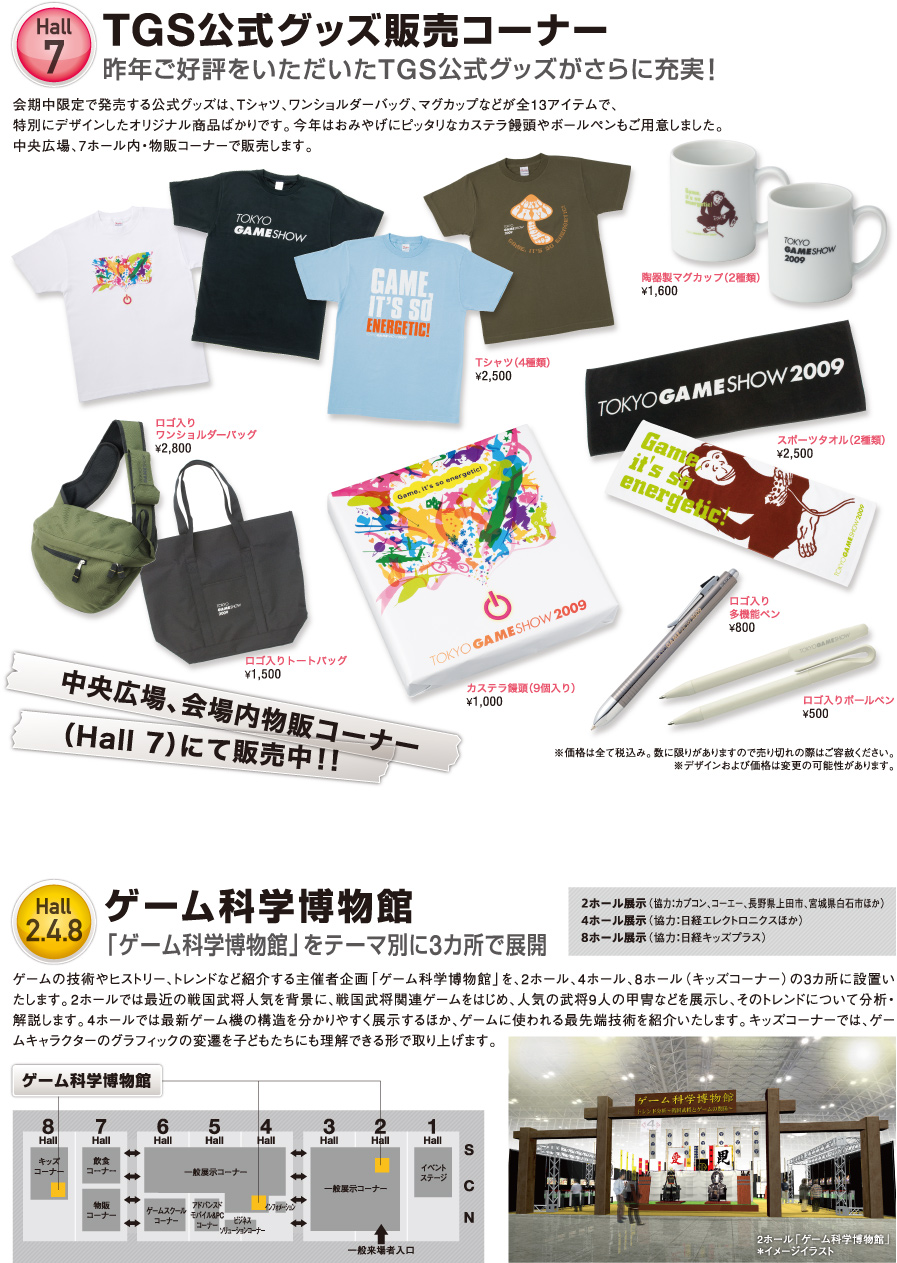 Hall
7
TGS公式グッズ販売コーナー
昨年ご好評をいただいたTGS公式グッズがさらに充実!
会期中限定で発売する公式グッズは、Tシャツ、ワンショルダーバッグ、マグカップなどが全13アイテムで、
特別にデザインしたオリジナル商品ばかりです。今年はおみやげにピッタリなカステラ饅頭やボールペンもご用意しました。
中央広場、7ホール内・物販コーナーで販売します。
TOKYO
GAMESHOW
GAME,
IT'S SO
ENERGETIC!
TOKYO
GAMESHOW
2009
GAME, IT'S SO ENERGETIC!
Tシャツ(4種類)
¥2,500
Game
it's so
energetic!
TOKYO
GAMESHOW
2009
陶器製マグカップ(2種類)
¥1,600
TOKYO GAMESHOW 2009
Game
it's so
energetic!
TOKYO GAMESHOW 2009
スポーツタオル(2種類)
¥2,500
ロゴ入り
ワンショルダーバッグ
¥2,800
TOKYO
GAMESHOW
2009
ロゴ入りトートバッグ
¥1,500
Game, it's so energetic!
TOKYO GAMESHOW 2009
カステラ饅頭(9個入り)
¥1,000
ロゴ入り
多機能ペン
¥800
TOKYO GAMESHOW
ロゴ入りボールペン
¥500
中央広場、会場内物販コーナー
(Hall 7)にて販売中!!
※価格は全て税込み。数に限りがありますので売り切れの際はご容赦ください。
※デザインおよび価格は変更の可能性があります。
Hall
2.4.8
ゲーム科学博物館
「ゲーム科学博物館」をテーマ別に3カ所で展開
2ホール展示(協力:カプコン、コーエー、長野県上田市、宮城県白石市ほか)
4ホール展示(協力:日経エレクトロニクスほか)
8ホール展示(協力:日経キッズプラス)
ゲームの技術やヒストリー、トレンドなど紹介する主催者企画「ゲーム科学博物館」を、2ホール、4ホール、8ホール(キッズコーナー)の3カ所に設置い
たします。2ホールでは最近の戦国武将人気を背景に、戦国武将関連ゲームをはじめ、人気の武将9人の甲冑などを展示し、そのトレンドについて分析・
解説します。4ホールでは最新ゲーム機の構造を分かりやすく展示するほか、ゲームに使われる最先端技術を紹介いたします。キッズコーナーでは、ゲー
ムキャラクターのグラフィックの変遷を子どもたちにも理解できる形で取り上げます。
ゲーム科学博物館
8 Hall
7 Hall
6 Hall
5 Hall
4 Hall
3 Hall
2 Hall
1 Hall
キッズ
コーナー
飲食
コーナー
物販
コーナー
一般展示コーナー
ゲームスクール
コーナー
アドバンスド
モバイル&PC
コーナー
ビジネス
ソリューションコーナー
インフォメーション
一般展示コーナー
イベント
ステージ
S
C
N
一般来場者入口
ゲーム科学博物館
愛
毘
2ホール「ゲーム科学博物館」
*イメージイラスト